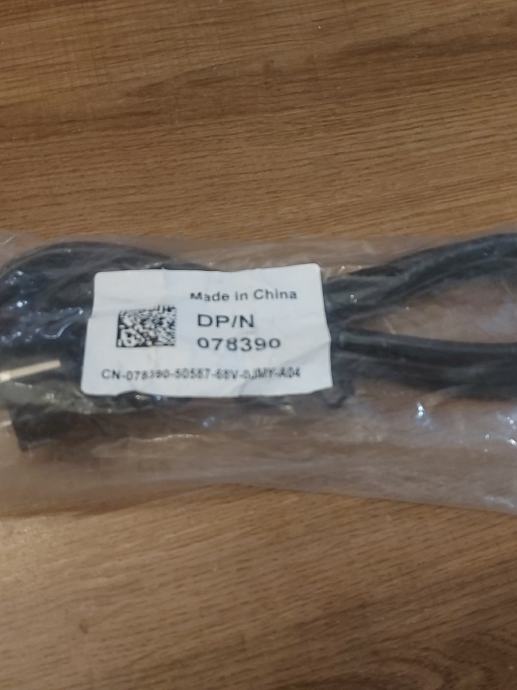 Made in China
DP/N
078390
CN-078390-50587-68V-0JMY-A04